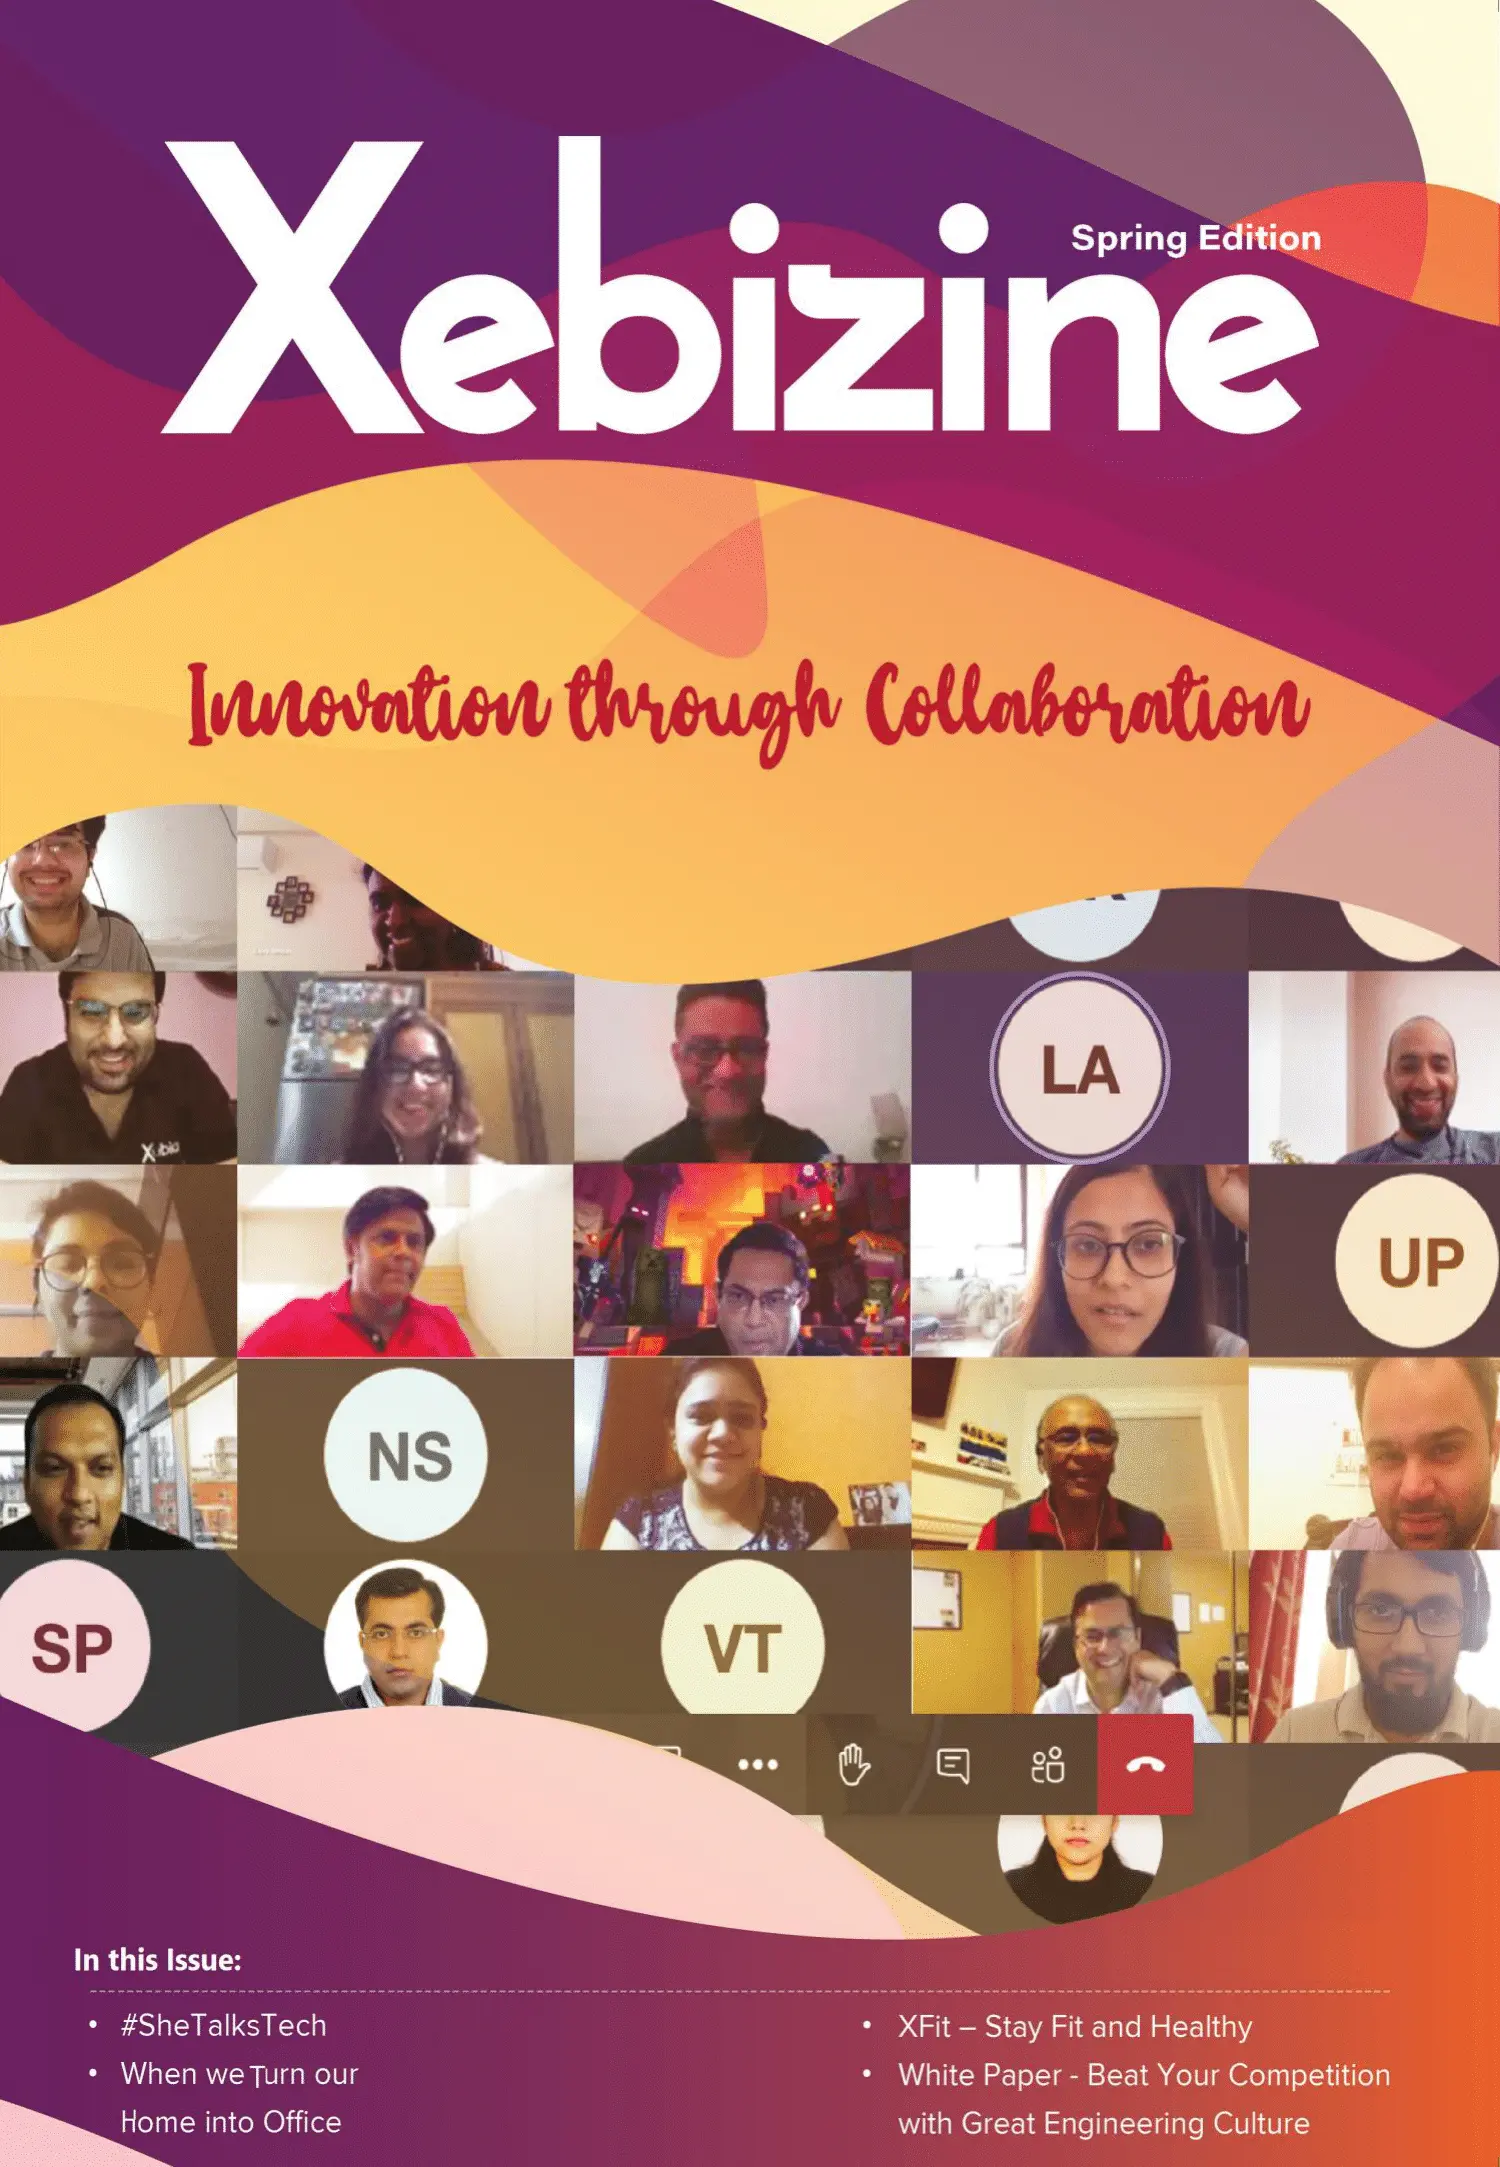 Xebizine
Spring Edition
Innovation through Collaboration
LA
Xebia
UP
NS
SP
VT
In this Issue:
• #SheTalksTech
• When we Turn our
Home into Office
• XFit – Stay Fit and Healthy
• White Paper - Beat Your Competition
with Great Engineering Culture